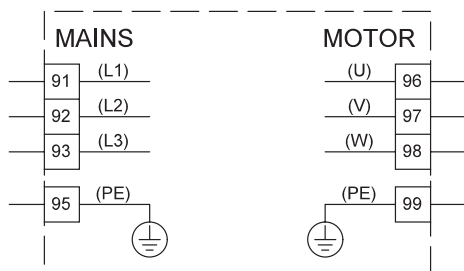 MAINS MOTOR
91 (L1) (U) 96
92 (L2) (V) 97
93 (L3) (W) 98
95 (PE) (PE) 99